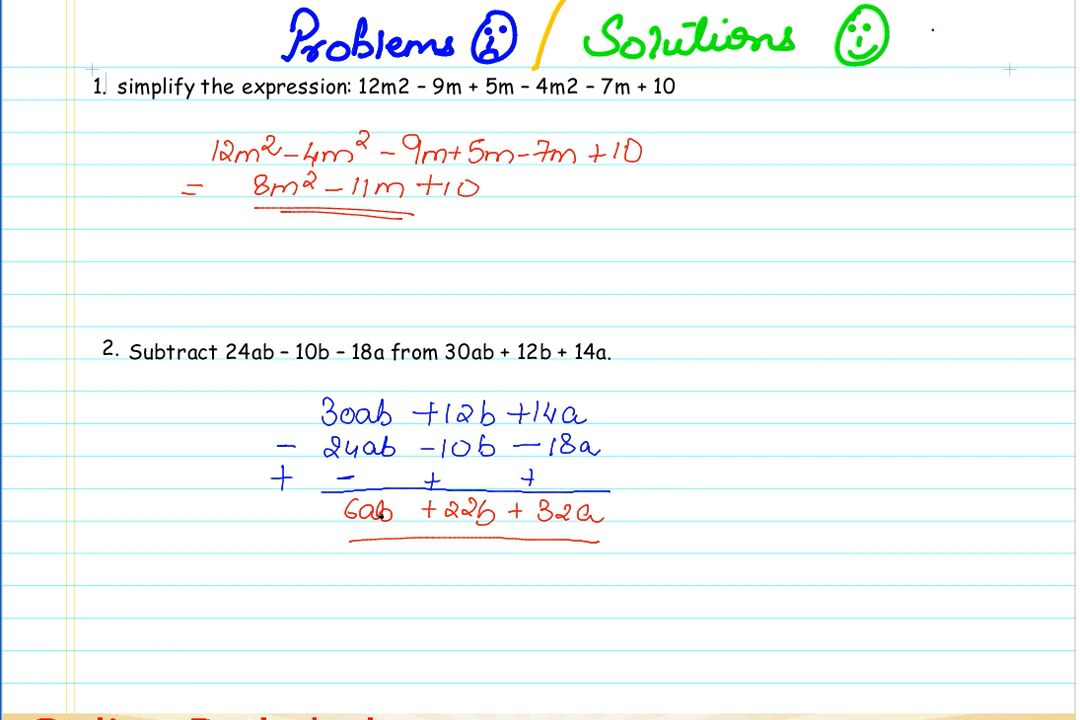 Problems / Solutions
1. simplify the expression: 12m2 – 9m + 5m – 4m2 – 7m + 10
12m² – 4m² – 9m + 5m – 7m + 10
= 8m² – 11m + 10
2. Subtract 24ab – 10b – 18a from 30ab + 12b + 14a.
30ab + 12b + 14a
– 24ab – 10b – 18a
+ – + +
6ab + 22b + 32a